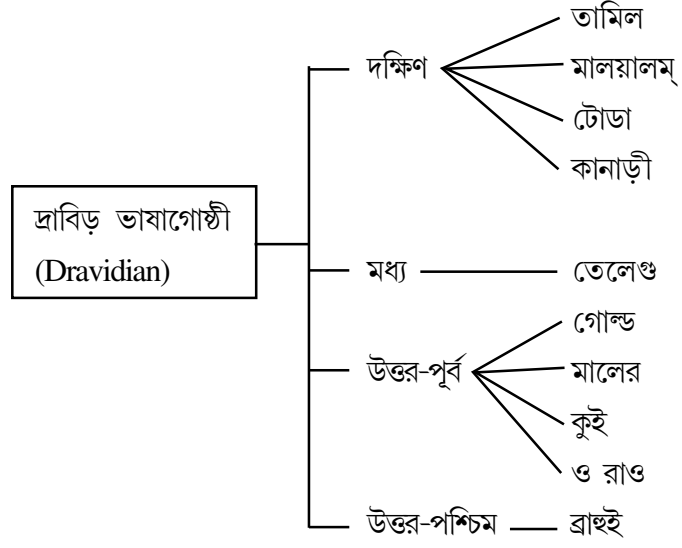 দ্রাবিড় ভাষাগোষ্ঠী
(Dravidian)
দক্ষিণ
তামিল
মালয়ালম্
টোডা
কানাড়ী
মধ্য
তেলেগু
উত্তর-পূর্ব
গোল্ড
মালের
কুই
ও রাও
উত্তর-পশ্চিম
ব্রাহুই